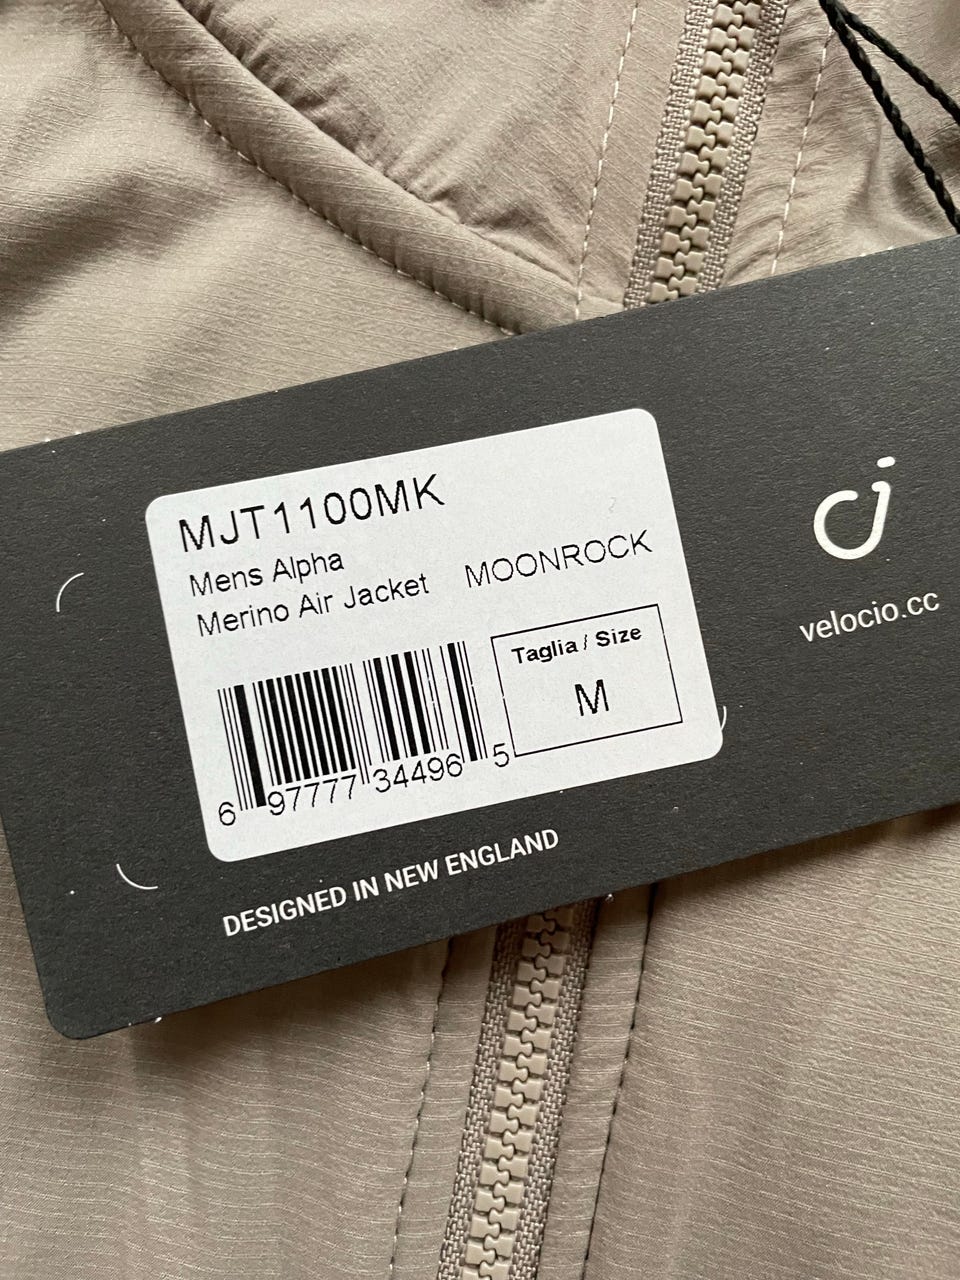 MJT1100MK
Mens Alpha
Merino Air Jacket
MOONROCK
Taglia / Size
M
6 97777 34496 5
DESIGNED IN NEW ENGLAND
velocio.cc